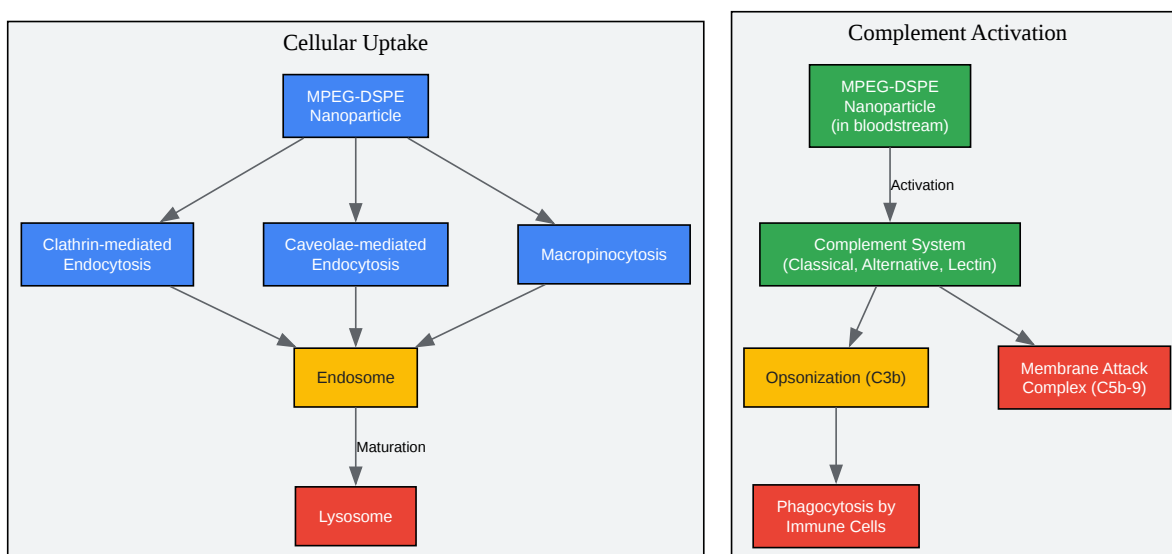 Cellular Uptake
MPEG-DSPE
Nanoparticle
Clathrin-mediated
Endocytosis
Caveolae-mediated
Endocytosis
Macropinocytosis
Endosome
Maturation
Lysosome
Complement Activation
MPEG-DSPE
Nanoparticle
(in bloodstream)
Activation
Complement System
(Classical, Alternative, Lectin)
Opsonization (C3b)
Membrane Attack
Complex (C5b-9)
Phagocytosis by
Immune Cells